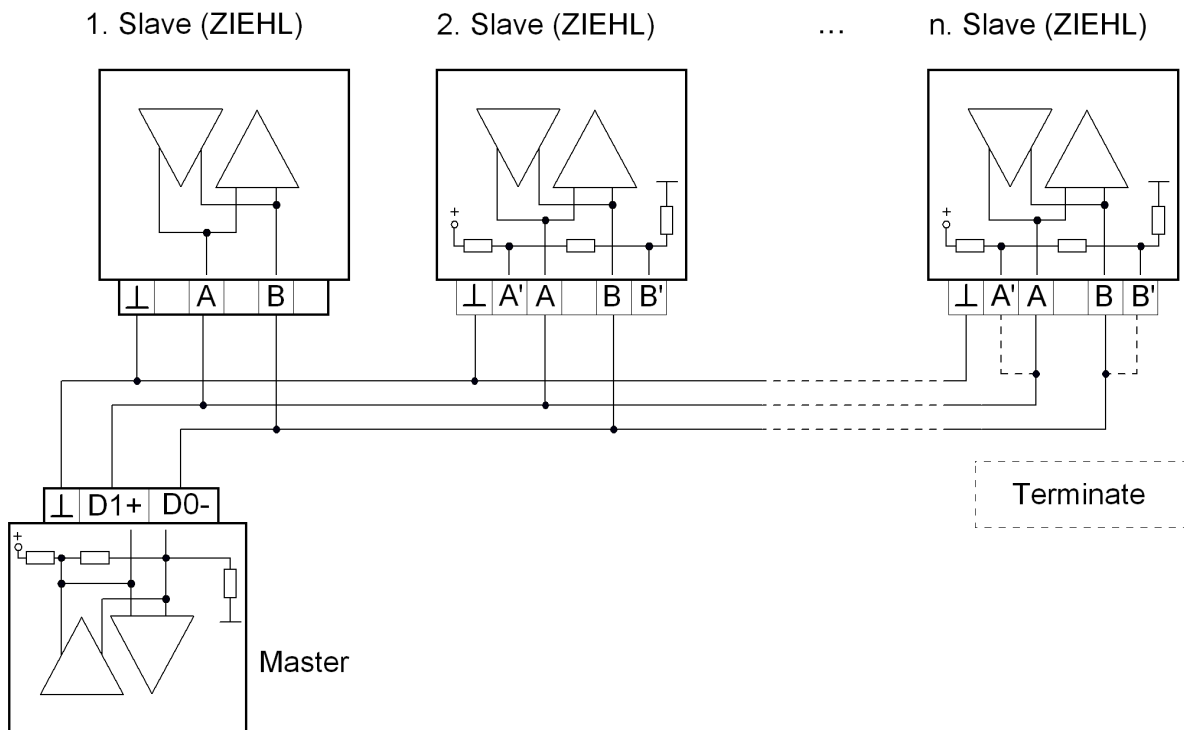 1. Slave (ZIEHL) 2. Slave (ZIEHL) ... n. Slave (ZIEHL)
+ + 
⊥ A B ⊥ A' A B B' ⊥ A' A B B'
Terminate
⊥ D1+ D0-
+
Master